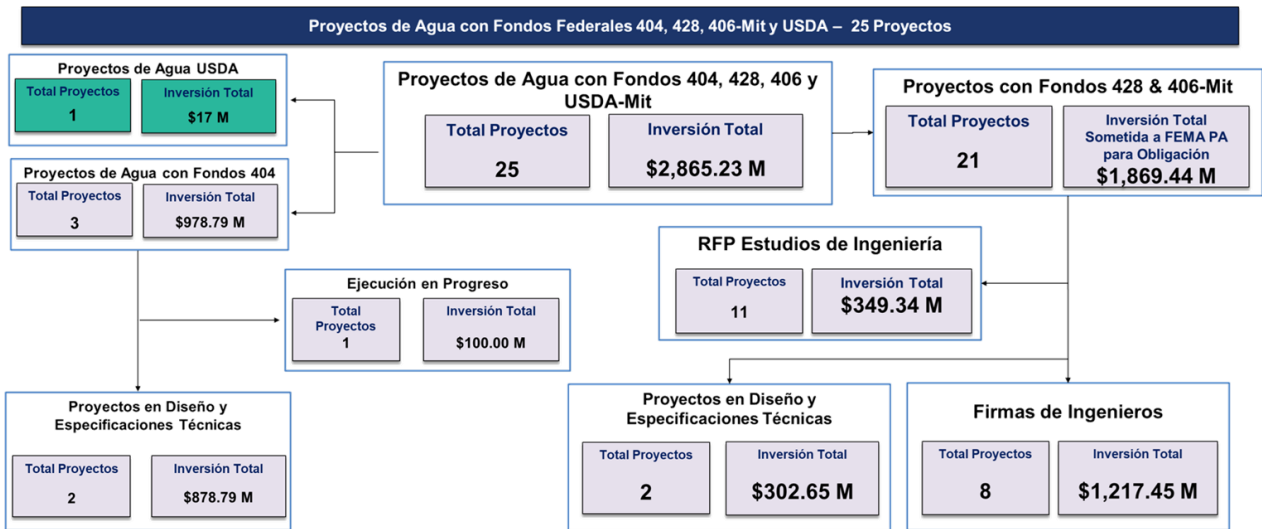 Proyectos de Agua con Fondos Federales 404, 428, 406-Mit y USDA – 25 Proyectos
Proyectos de Agua USDA
Total Proyectos
1
Inversión Total
$17 M
Proyectos de Agua con Fondos 404, 428, 406 y
USDA-Mit
Total Proyectos
25
Inversión Total
$2,865.23 M
Proyectos con Fondos 428 & 406-Mit
Total Proyectos
21
Inversión Total
Sometida a FEMA PA
para Obligación
$1,869.44 M
Proyectos de Agua con Fondos 404
Total Proyectos
3
Inversión Total
$978.79 M
RFP Estudios de Ingeniería
Total Proyectos
11
Inversión Total
$349.34 M
Ejecución en Progreso
Total
Proyectos
1
Inversión Total
$100.00 M
Proyectos en Diseño y
Especificaciones Técnicas
Total Proyectos
2
Inversión Total
$878.79 M
Proyectos en Diseño y
Especificaciones Técnicas
Total Proyectos
2
Inversión Total
$302.65 M
Firmas de Ingenieros
Total Proyectos
8
Inversión Total
$1,217.45 M